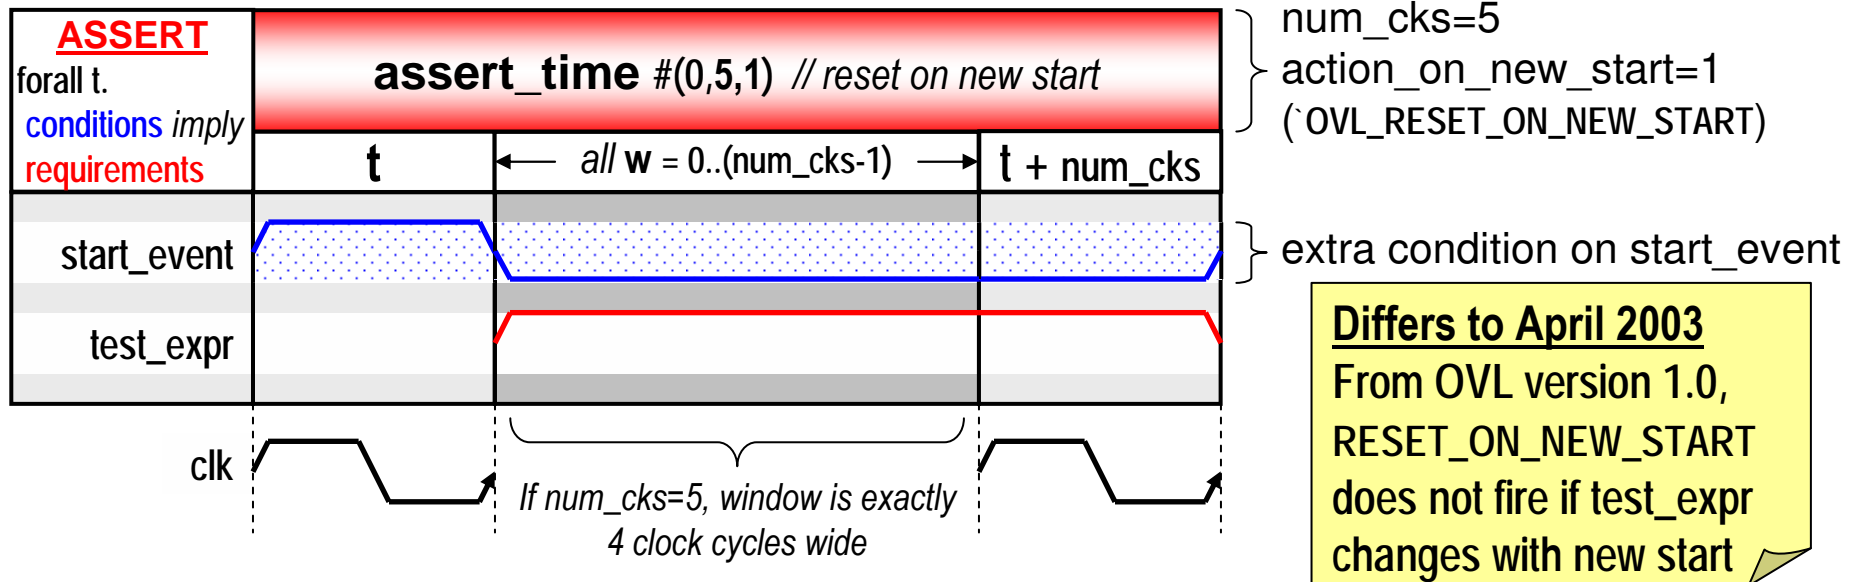 ASSERT
forall t.
conditions imply
requirements
assert_time #(0,5,1) // reset on new start
num_cks=5
action_on_new_start=1
(`OVL_RESET_ON_NEW_START)
t
all w = 0..(num_cks-1)
t + num_cks
start_event
extra condition on start_event
test_expr
clk
If num_cks=5, window is exactly
4 clock cycles wide
Differs to April 2003
From OVL version 1.0,
RESET_ON_NEW_START
does not fire if test_expr
changes with new start